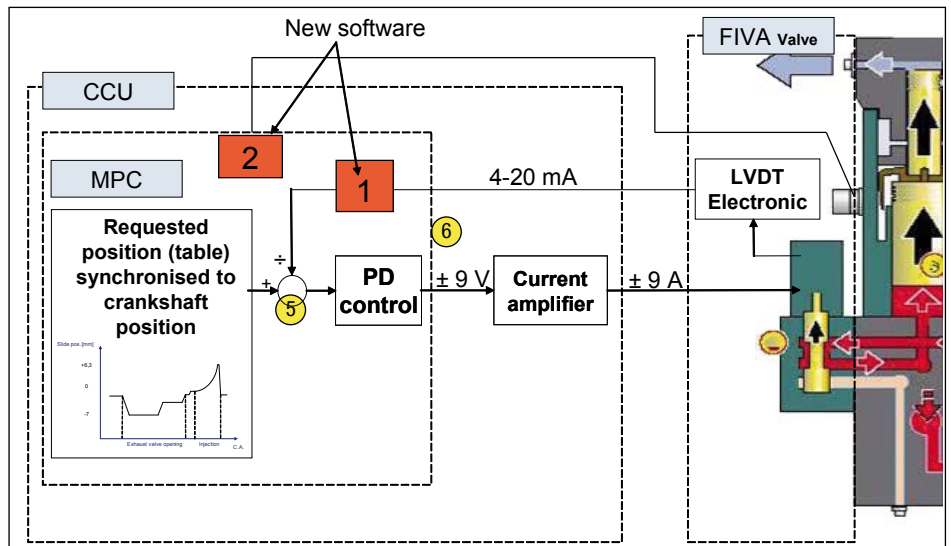 New software
FIVA Valve
CCU
2
MPC
1
4-20 mA
LVDT
Electronic
Requested
position (table)
synchronised to
crankshaft
position
6
÷
+
5
PD
control
± 9 V
Current
amplifier
± 9 A
Slide pos.[mm]
+8,3
0
-7
Exhaust valve opening
Injection
C.A.